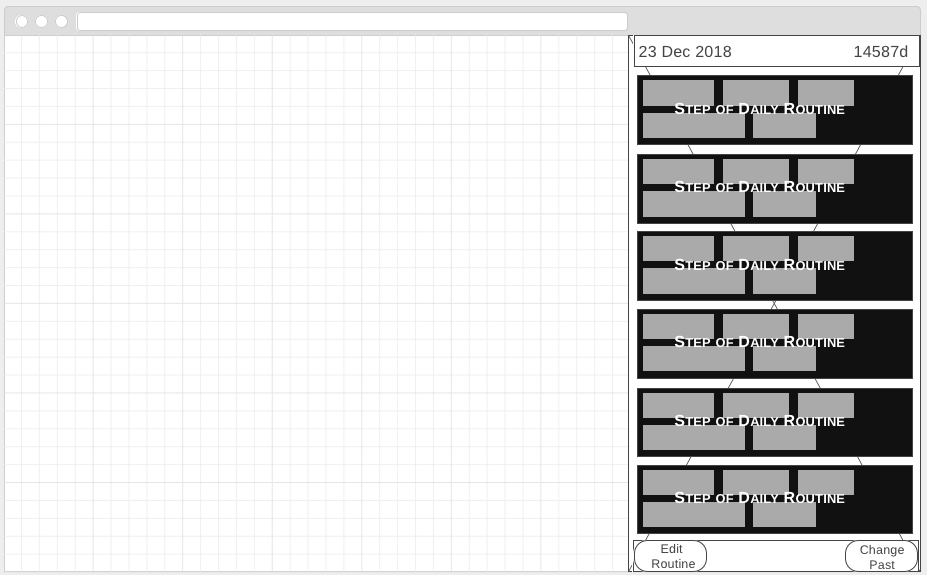 23 Dec 2018 14587d
Step of Daily Routine
Step of Daily Routine
Step of Daily Routine
Step of Daily Routine
Step of Daily Routine
Step of Daily Routine
Edit
Routine
Change
Past